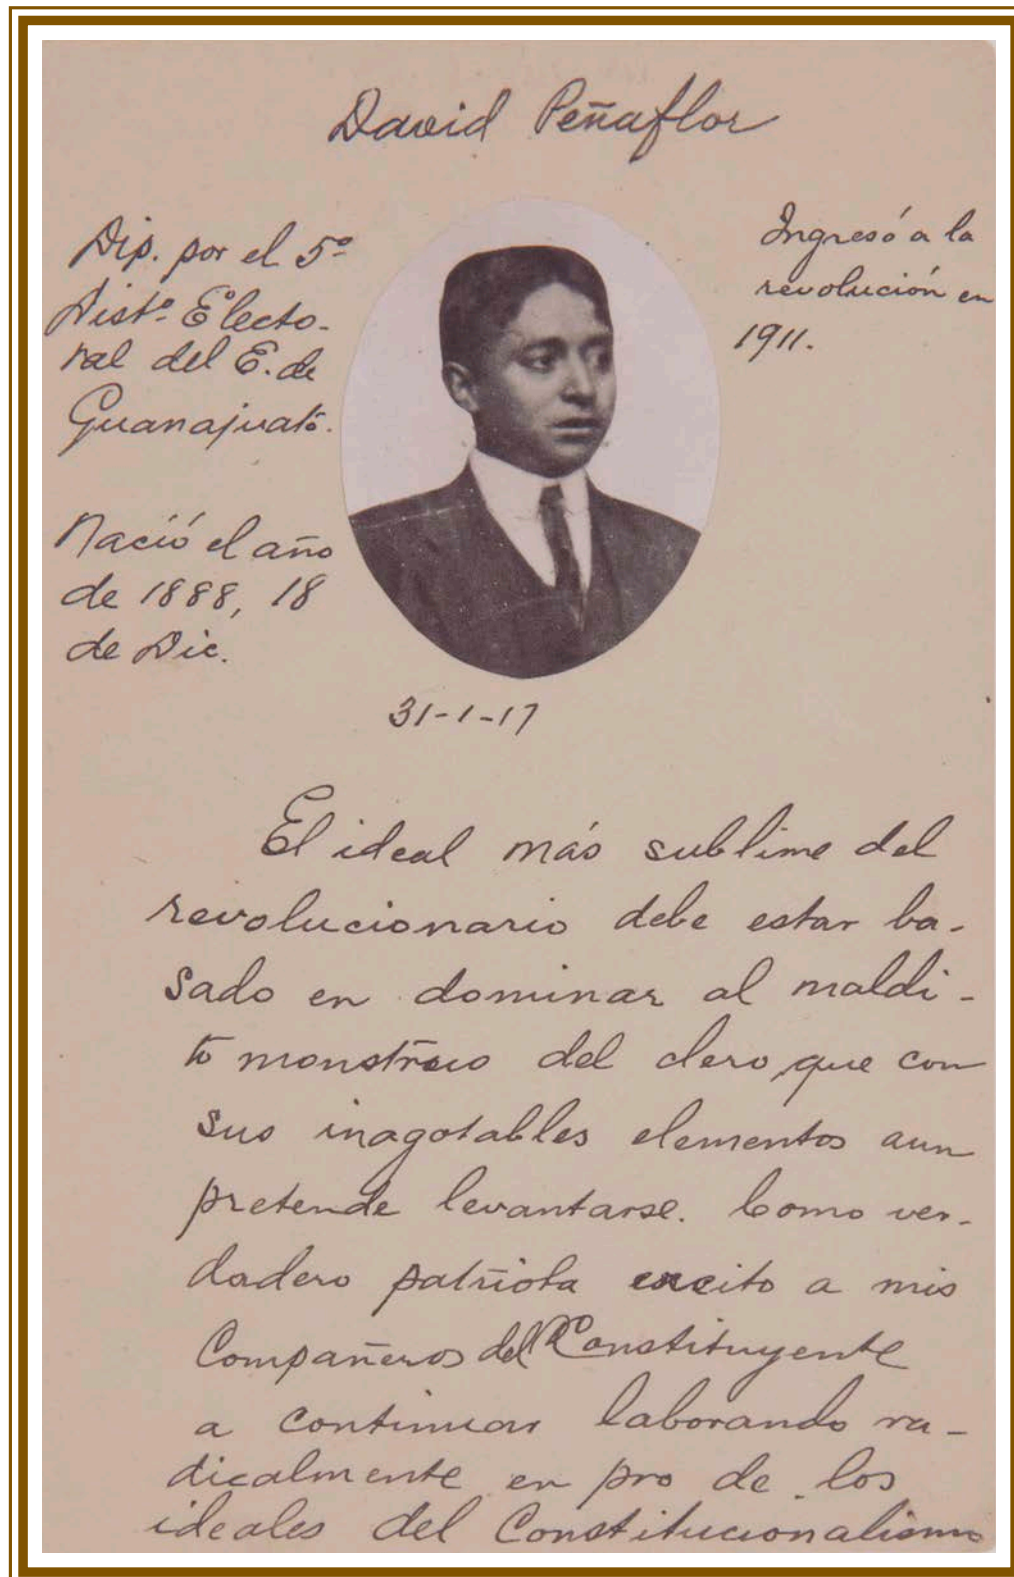 David Peñaflor
Dip. por el 5º
Distº Electo-
ral del E. de
Guanajuato.
Nació el año
de 1888, 18
de Dic.
Ingresó a la
revolución en
1911.
31-1-17
El ideal más sublime del
revolucionario debe estar ba-
sado en dominar al maldi-
to monstruo del clero, que con
sus inagotables elementos aun
pretende levantarse. Como ver-
dadero patriota excito a mis
Compañeros del Constituyente
a continuar laborando ra-
dicalmente en pro de los
ideales del Constitucionalismo